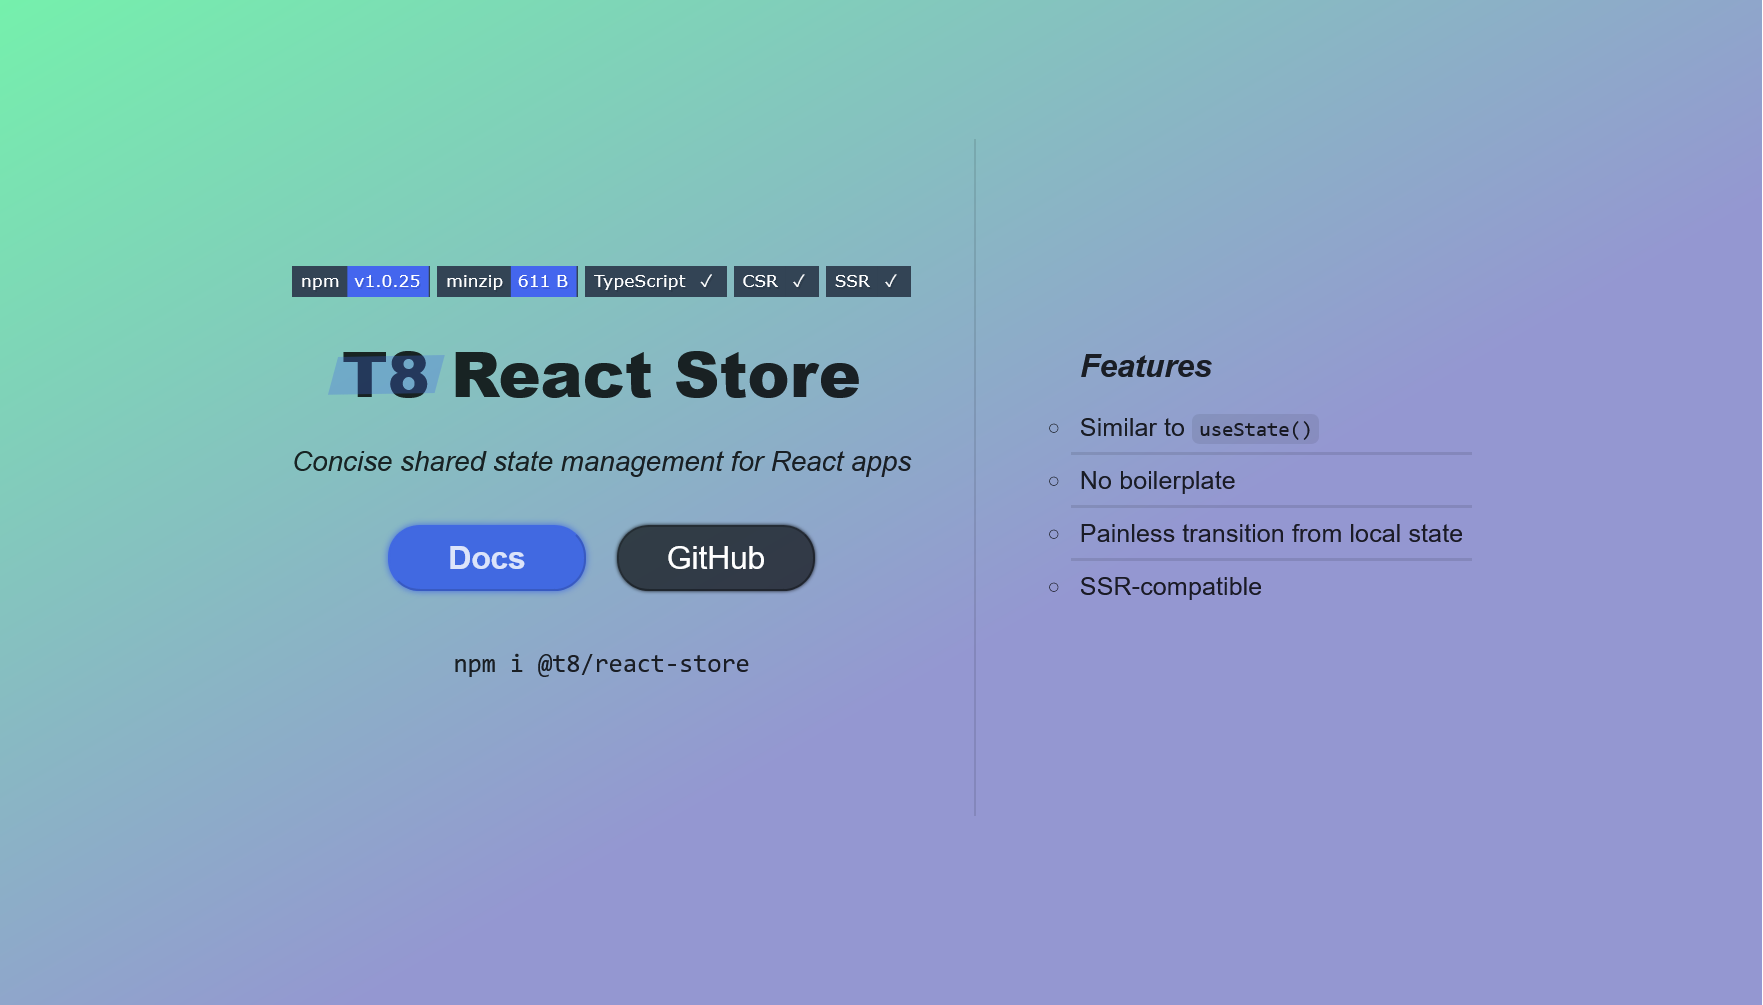 npm v1.0.25 minzip 611 B TypeScript ✓ CSR ✓ SSR ✓
T8 React Store
Concise shared state management for React apps
Docs GitHub
npm i @t8/react-store
Features
Similar to useState()
No boilerplate
Painless transition from local state
SSR-compatible